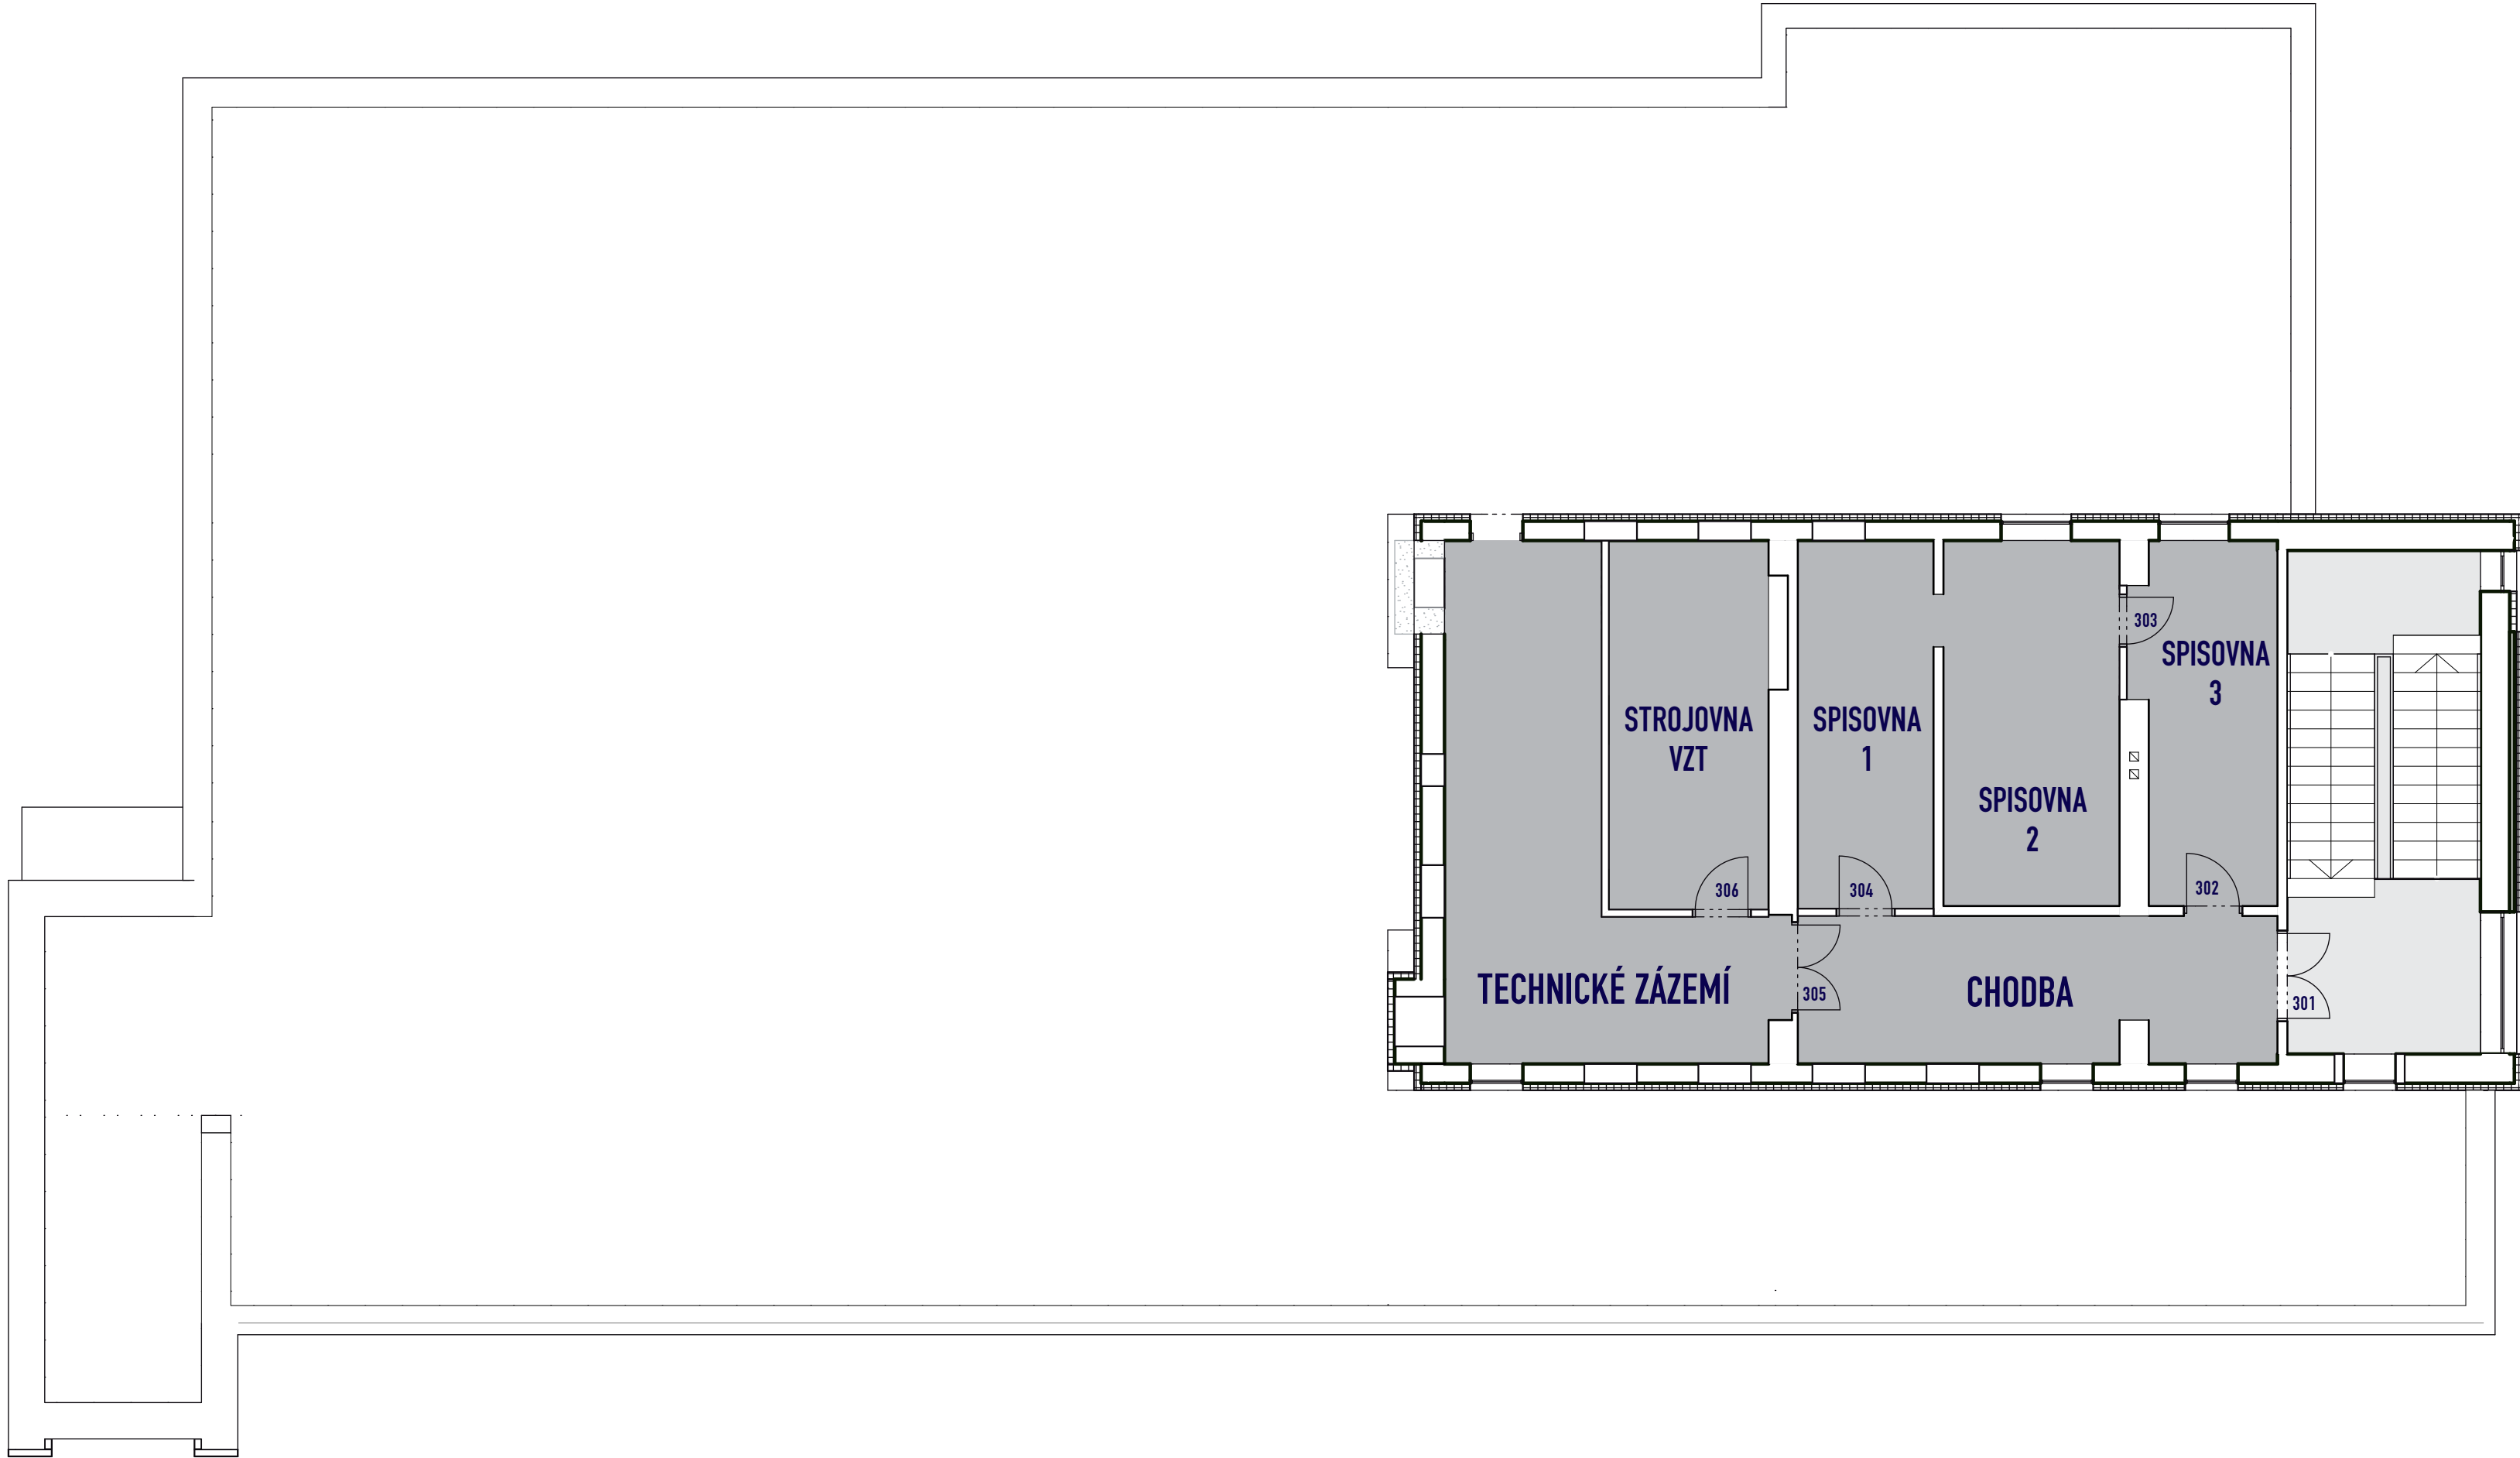 303
SPISOVNA
3
STROJOVNA
VZT
SPISOVNA
1
SPISOVNA
2
306
304
302
TECHNICKÉ ZÁZEMÍ
305
CHODBA
301